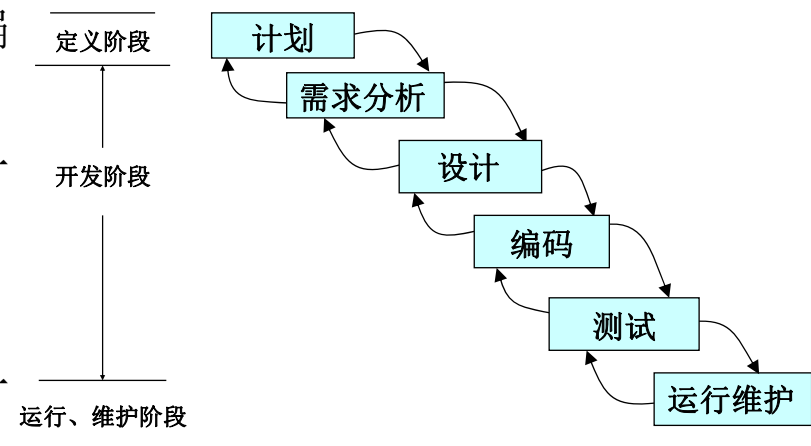 定义阶段
计划
需求分析
开发阶段
设计
编码
测试
运行维护
运行、维护阶段